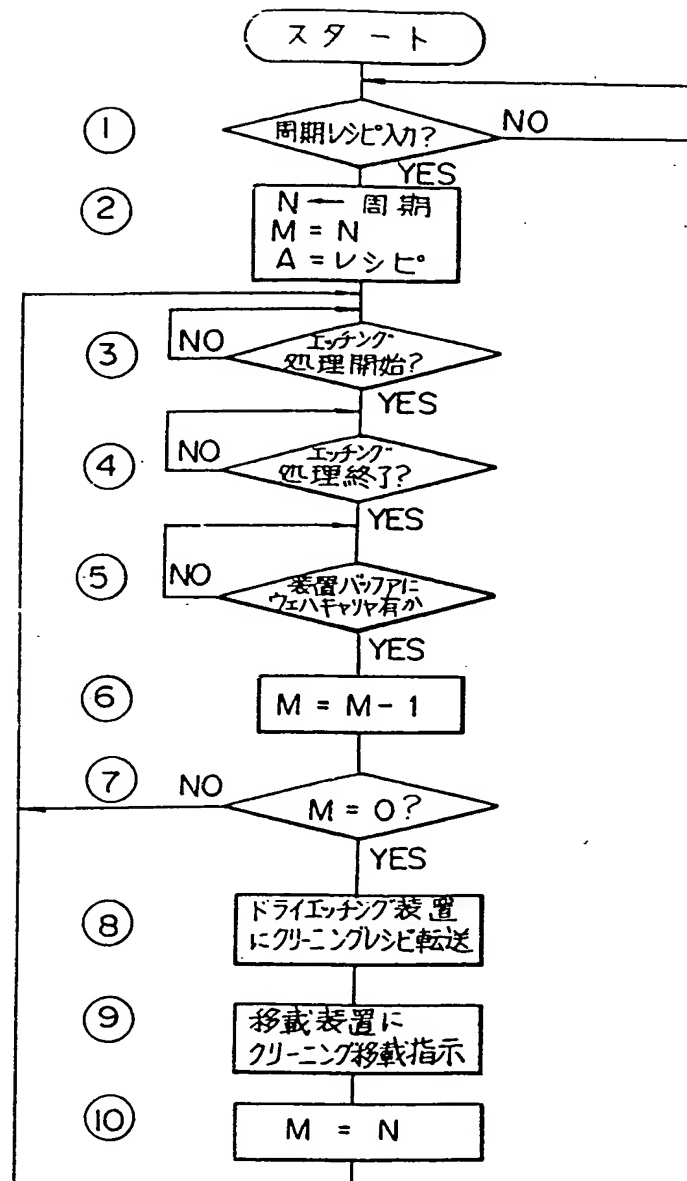 スタート
①
周期レシピ入力?
NO
YES
②
N ← 周期
M = N
A = レシピ
③
NO
エッチング
処理開始?
YES
④
NO
エッチング
処理終了?
YES
⑤
NO
装置バッファに
ウェハキャリヤ有か
YES
⑥
M = M - 1
⑦
NO
M = 0?
YES
⑧
ドライエッチング装置
にクリーニングレシピ転送
⑨
移載装置に
クリーニング移載指示
⑩
M = N